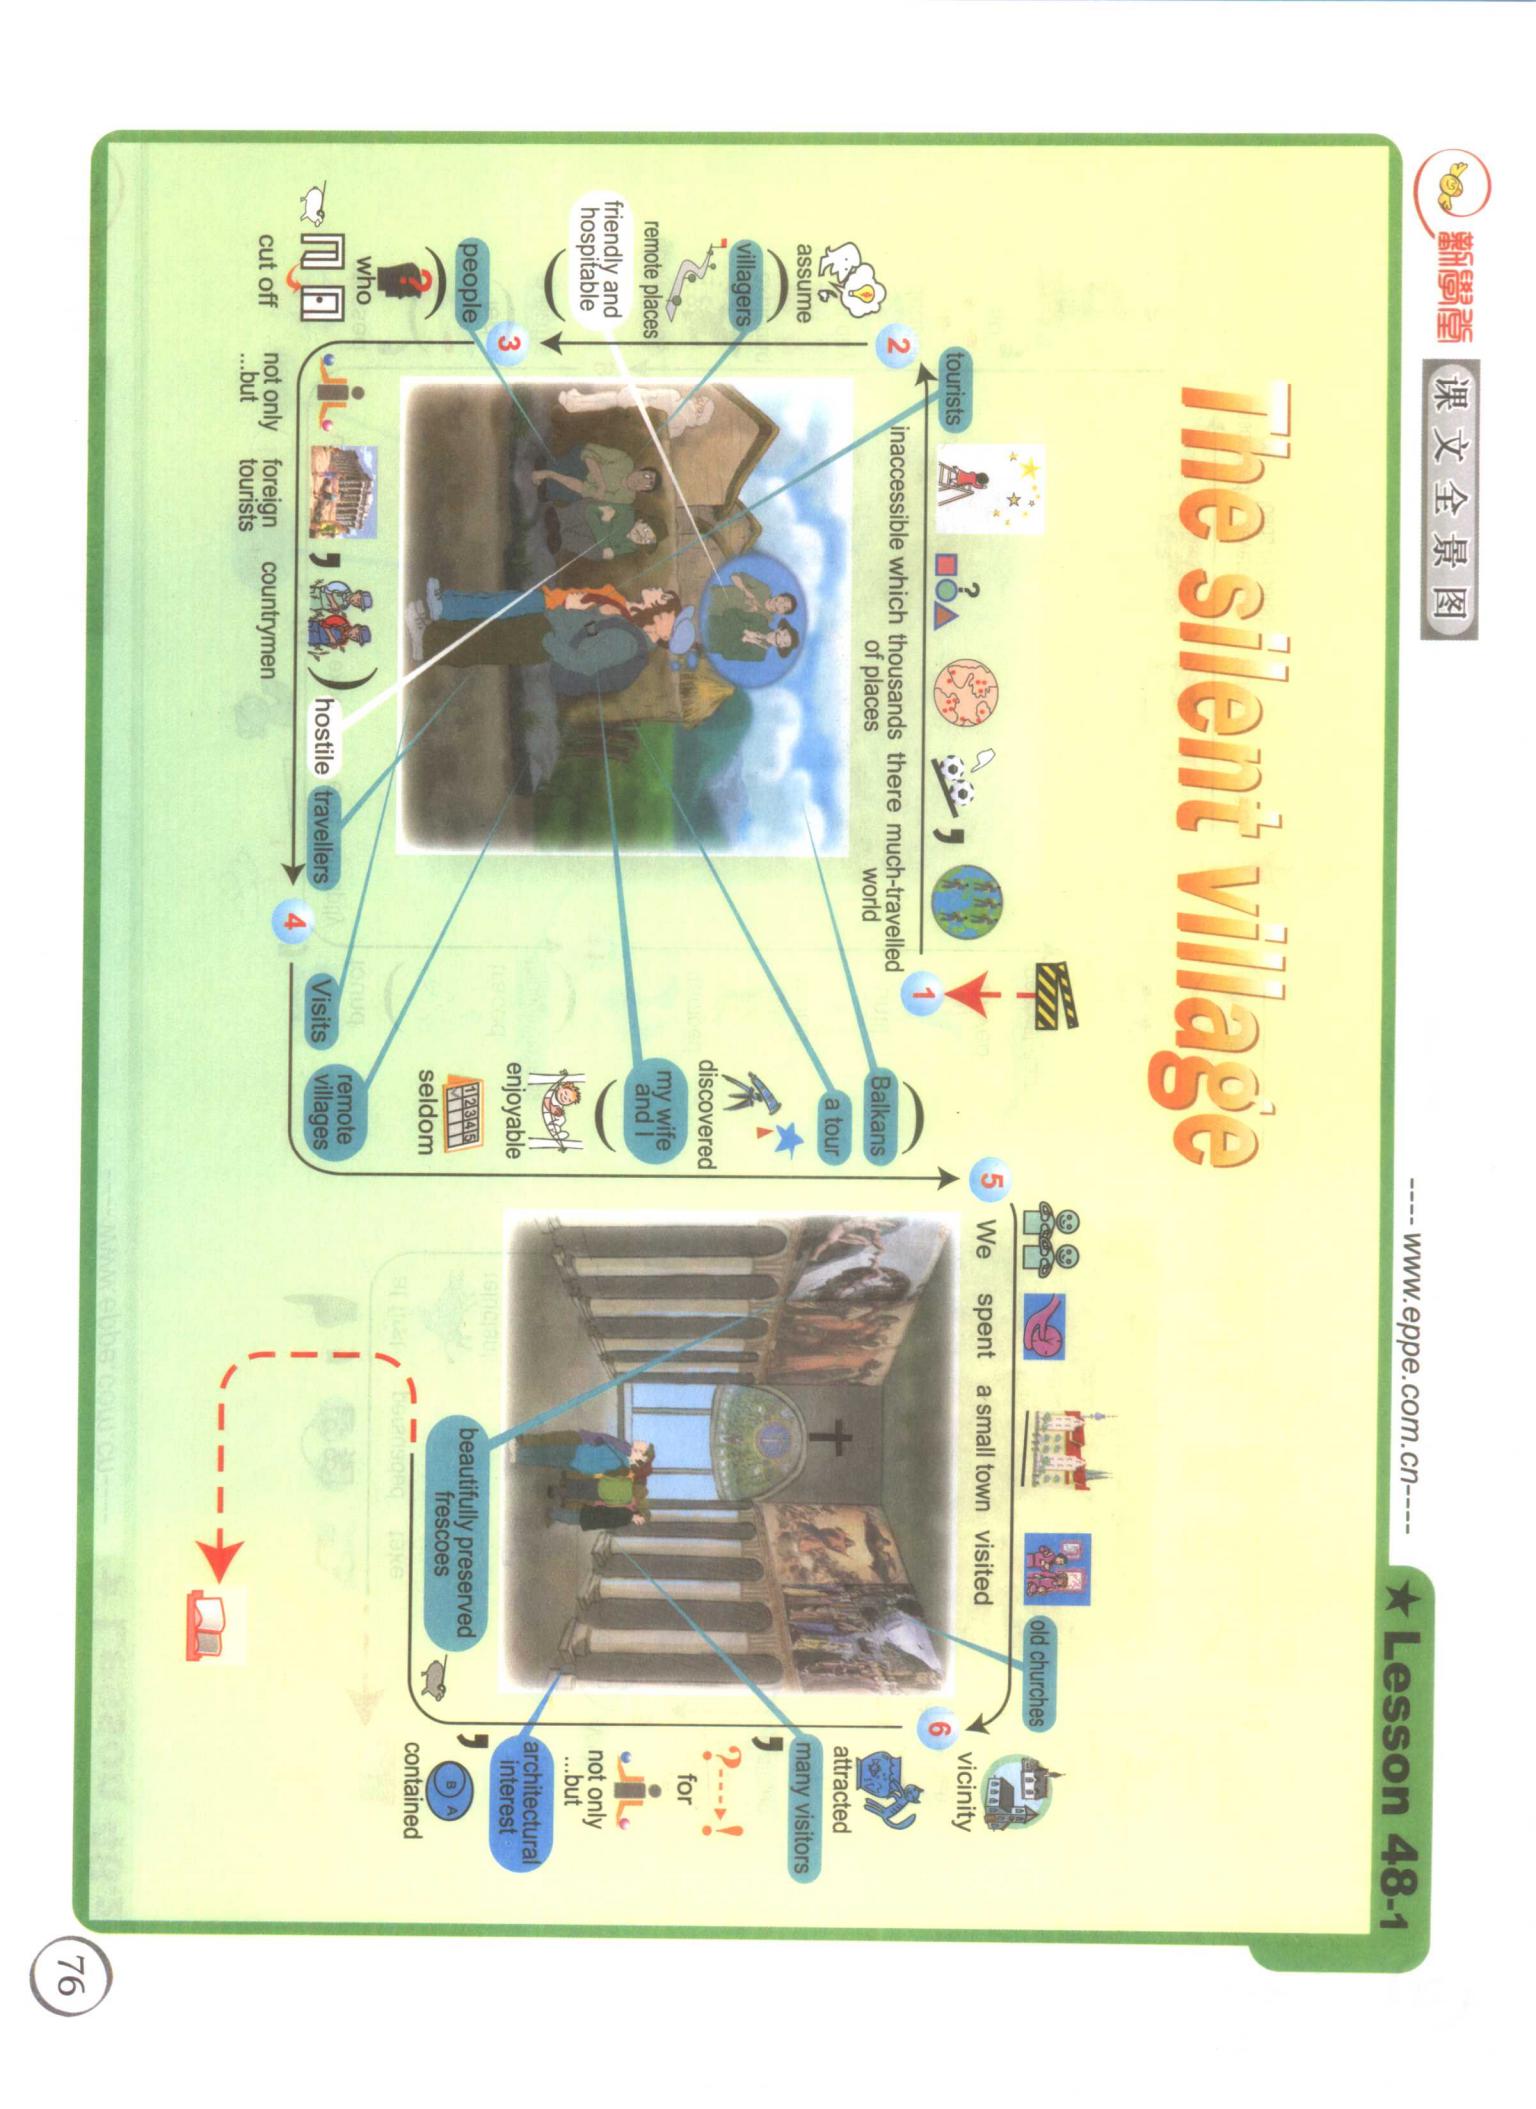 新學堂
课文全景图
---- www.eppe.com.cn----
★ Lesson 48-1
The silent village
1
much-travelled
world
there
thousands
of places
which
inaccessible
tourists
2
assume
villagers
remote places
friendly and
hospitable
3
people
?
who
cut off
not only
...but
foreign
tourists
,
countrymen
hostile
travellers
4
Visits
remote
villages
seldom
12345
enjoyable
my wife
and I
discovered
a tour
Balkans
5
We
spent
a small town
visited
old churches
6
vicinity
attracted
many visitors
,
? !
for
not only
...but
architectural
interest
,
B A
contained
beautifully preserved
frescoes
76